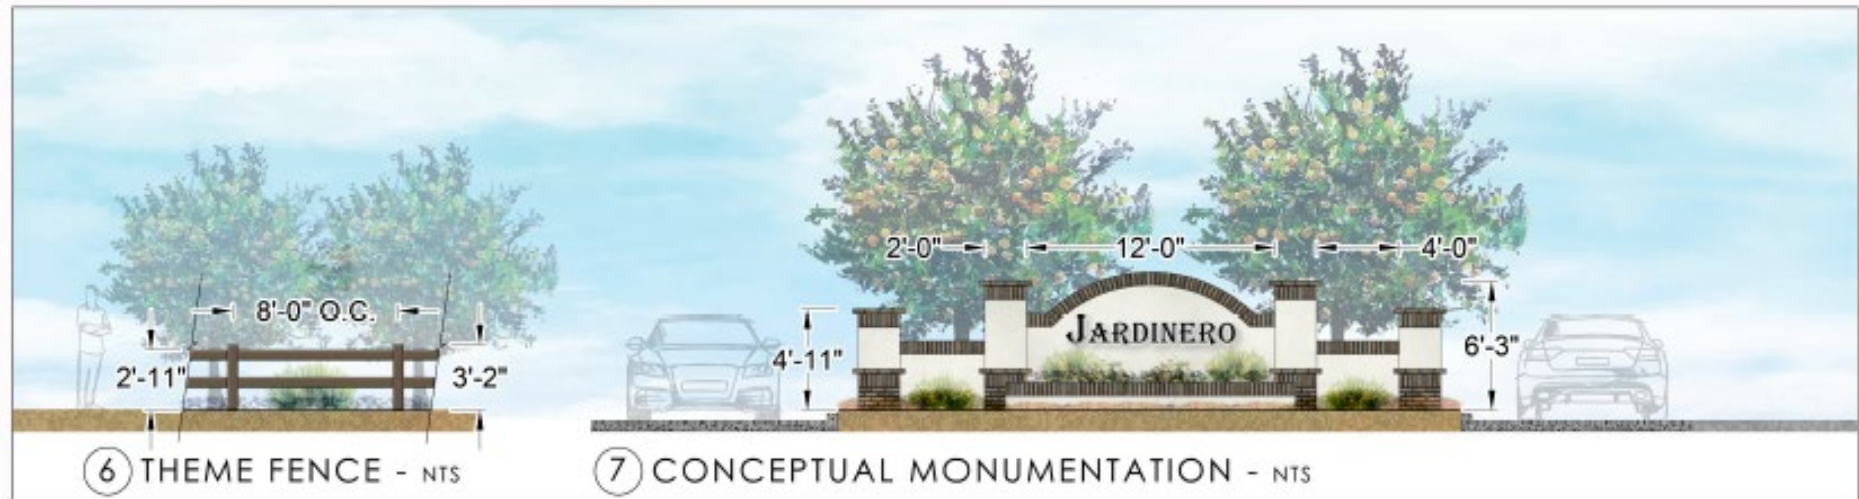 2'-0" 12'-0" 4'-0"
8'-0" O.C.
JARDINERO
2'-11" 3'-2" 4'-11" 6'-3"
6 THEME FENCE - NTS
7 CONCEPTUAL MONUMENTATION - NTS